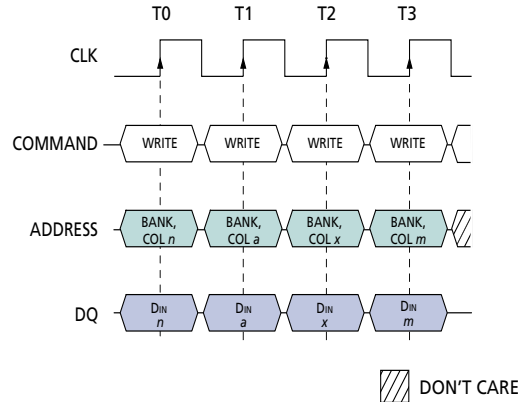 T0 T1 T2 T3
CLK
COMMAND WRITE WRITE WRITE WRITE
ADDRESS BANK, COL n BANK, COL a BANK, COL x BANK, COL m
DQ DIN n DIN a DIN x DIN m
DON'T CARE